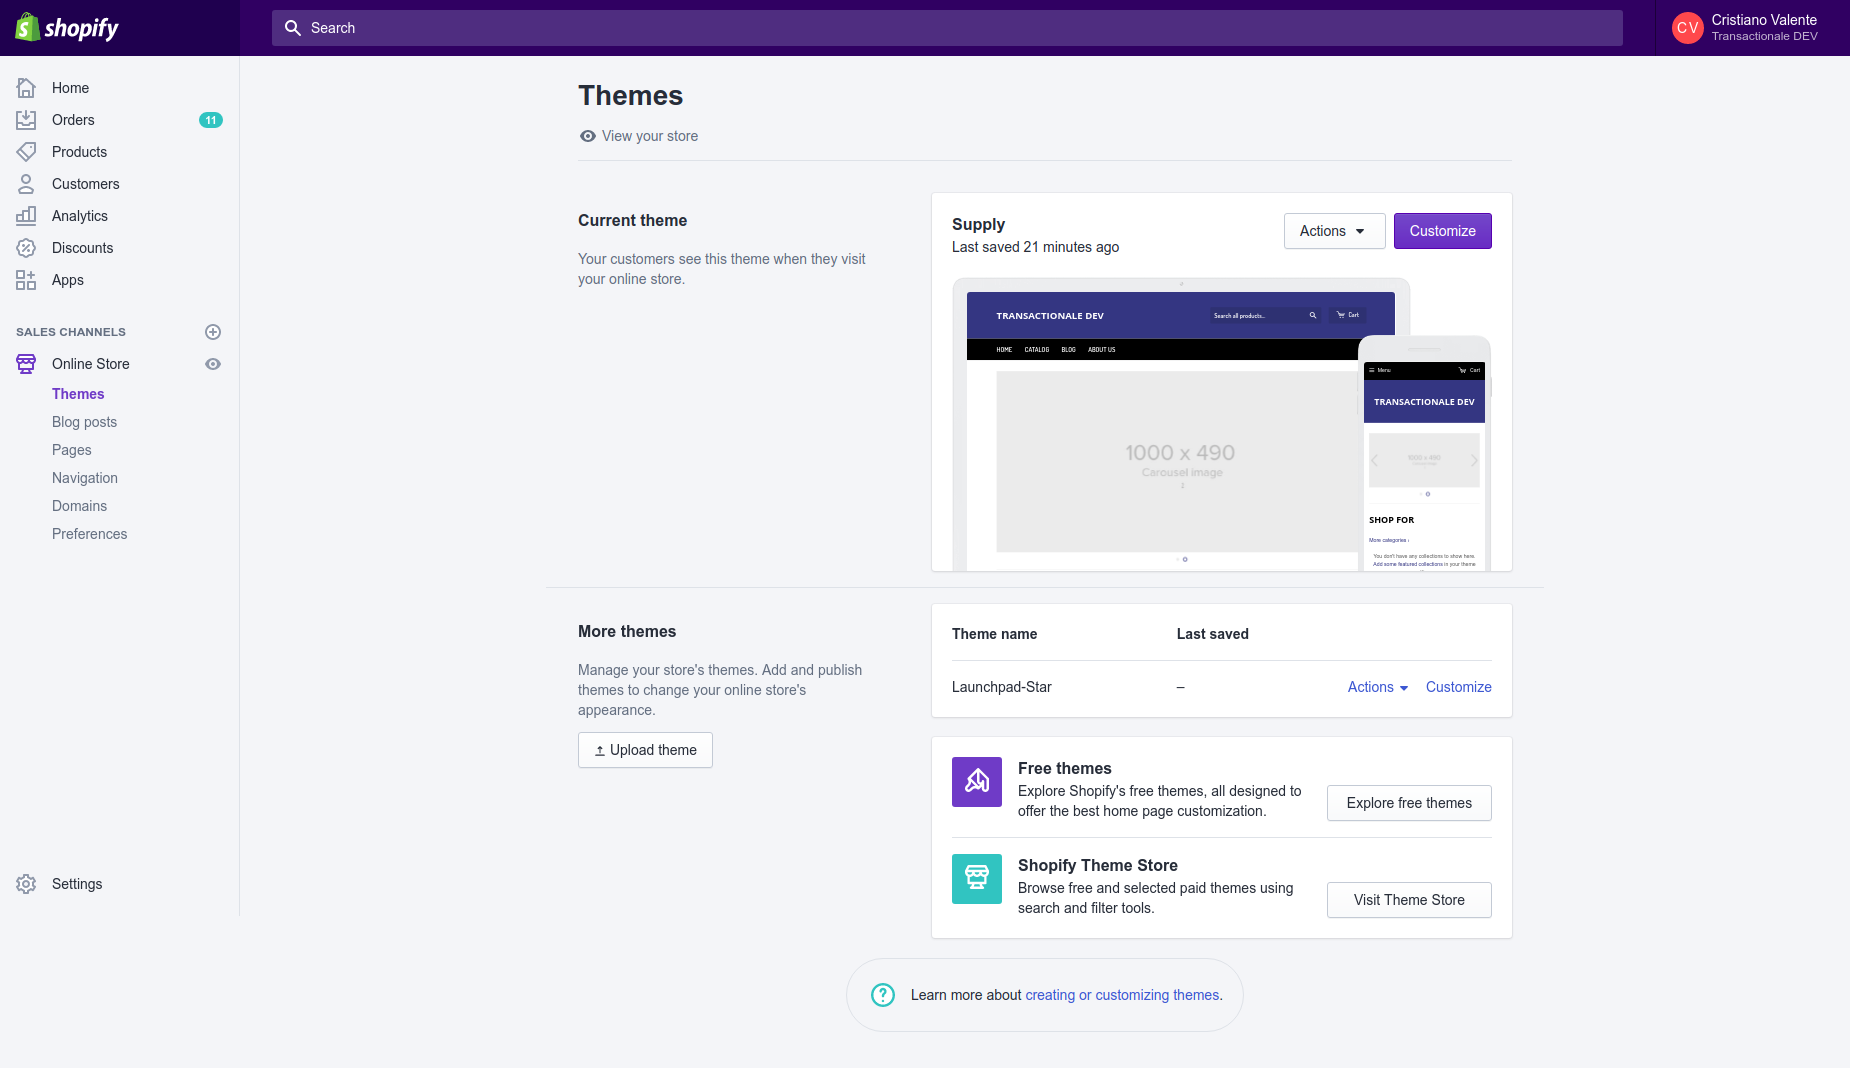 shopify
Search
CV
Cristiano Valente
Transactionale DEV
Home
Orders
11
Products
Customers
Analytics
Discounts
Apps
SALES CHANNELS
Online Store
Themes
Blog posts
Pages
Navigation
Domains
Preferences
Settings
Themes
View your store
Current theme
Your customers see this theme when they visit
your online store.
Supply
Last saved 21 minutes ago
Actions
Customize
TRANSACTIONALE DEV
Search all products...
Cart
HOME
CATALOG
BLOG
ABOUT US
1000 x 490
Carousel image
1
Menu
Cart
TRANSACTIONALE DEV
1000 x 490
SHOP FOR
More categories ›
You don't have any collections to show here.
Add some featured collections in your theme
More themes
Manage your store's themes. Add and publish
themes to change your online store's
appearance.
Upload theme
Theme name
Last saved
Launchpad-Star
–
Actions
Customize
Free themes
Explore Shopify's free themes, all designed to
offer the best home page customization.
Explore free themes
Shopify Theme Store
Browse free and selected paid themes using
search and filter tools.
Visit Theme Store
Learn more about creating or customizing themes.